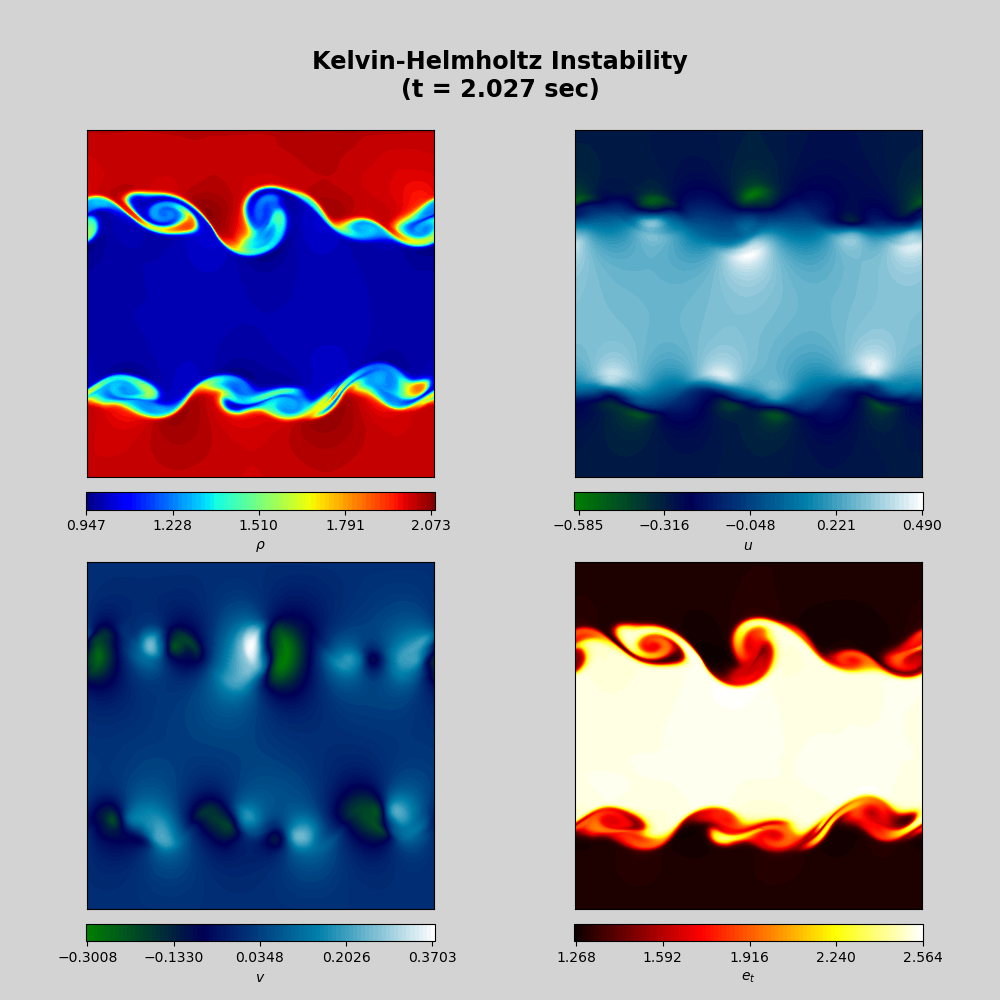 Kelvin-Helmholtz Instability
(t = 2.027 sec)
0.947 1.228 1.510 1.791 2.073
ρ
−0.585 −0.316 −0.048 0.221 0.490
u
−0.3008 −0.1330 0.0348 0.2026 0.3703
v
1.268 1.592 1.916 2.240 2.564
e_t